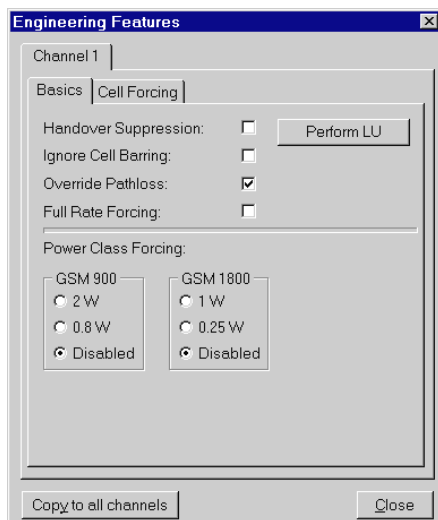 Engineering Features
Channel 1
Basics Cell Forcing
Handover Suppression:
Perform LU
Ignore Cell Barring:
Override Pathloss:
Full Rate Forcing:
Power Class Forcing:
GSM 900
2 W
0.8 W
Disabled
GSM 1800
1 W
0.25 W
Disabled
Copy to all channels
Close